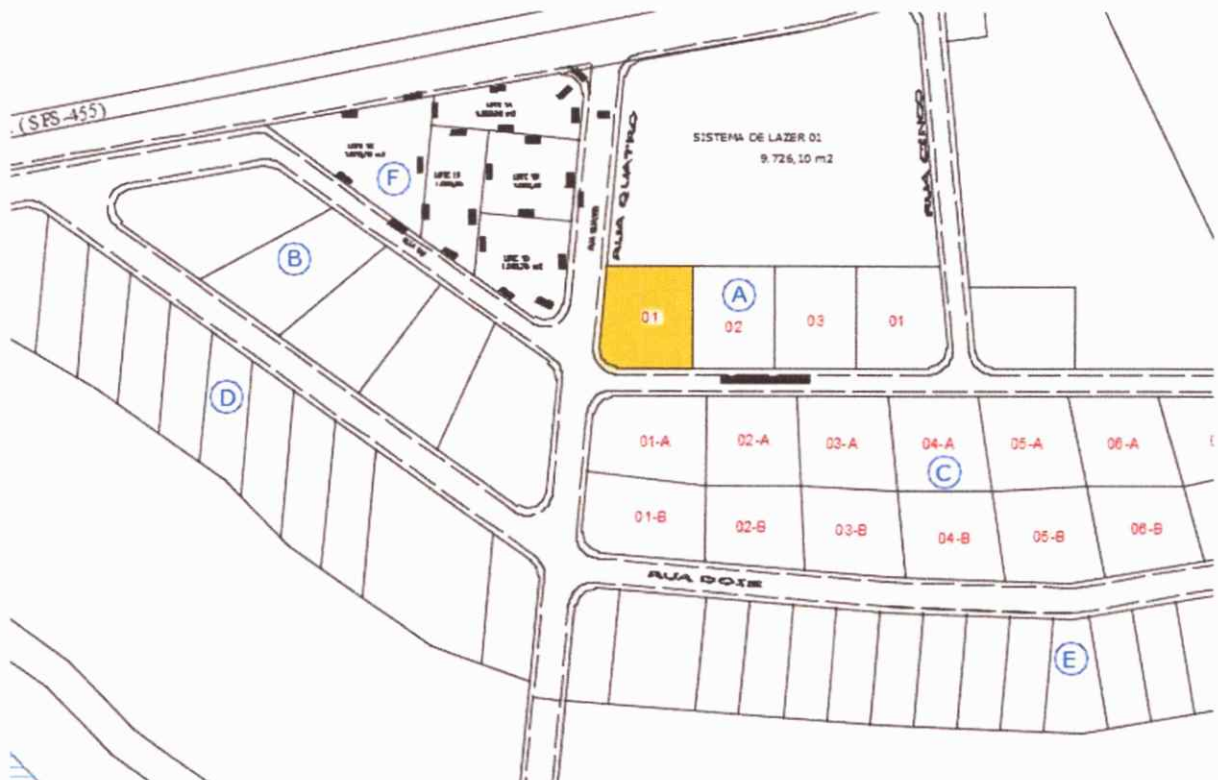 (SPS-455)
SISTEMA DE LAZER 01
9.726,10 m2
RUA QUATRO
RUA CINCO
F
B
A
01
02
03
01
D
01-A
02-A
03-A
04-A
05-A
06-A
C
01-B
02-B
03-B
04-B
05-B
06-B
RUA DOZE
E